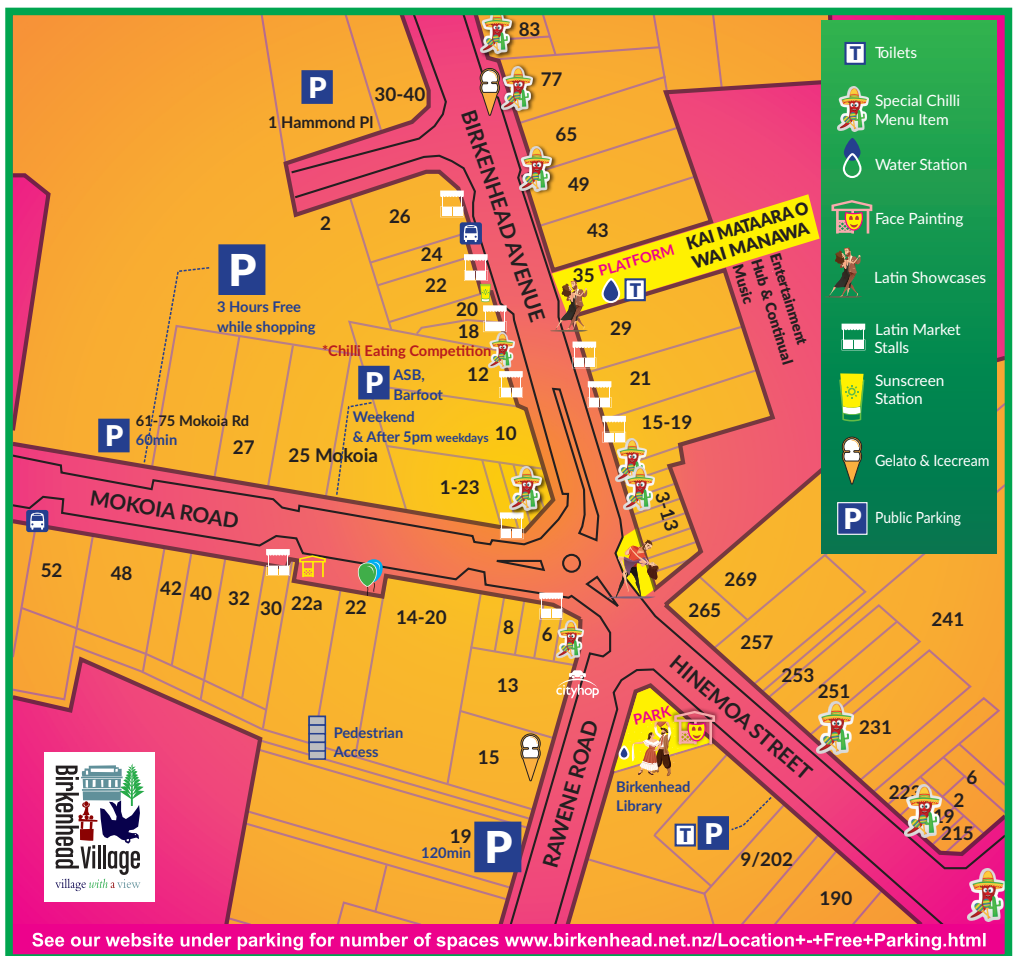 83
77
30-40
1 Hammond Pl
65
49
43
2
26
24
22
20
18
BIRKENHEAD AVENUE
KAI MATAARA O
WAI MANAWA
35 PLATFORM
T
Entertainment
Hub & Continual
Music
29
21
15-19
3-13
P
P
3 Hours Free
while shopping
*Chilli Eating Competition
12
P
ASB,
Barfoot
Weekend
& After 5pm weekdays
10
P
61-75 Mokoia Rd
60min
27
25 Mokoia
1-23
MOKOIA ROAD
52
48
42
40
32
30
22a
22
14-20
8
6
13
15
cityhop
Pedestrian
Access
19
120min
P
RAWENE ROAD
HINEMOA STREET
PARK
Birkenhead
Library
T P
9/202
190
269
265
257
253
251
231
241
6
2
215
Toilets
Special Chilli
Menu Item
Water Station
Face Painting
Latin Showcases
Latin Market
Stalls
Sunscreen
Station
Gelato & Icecream
Public Parking
T
P
Birkenhead
Village
village with a view
See our website under parking for number of spaces www.birkenhead.net.nz/Location+-+Free+Parking.html